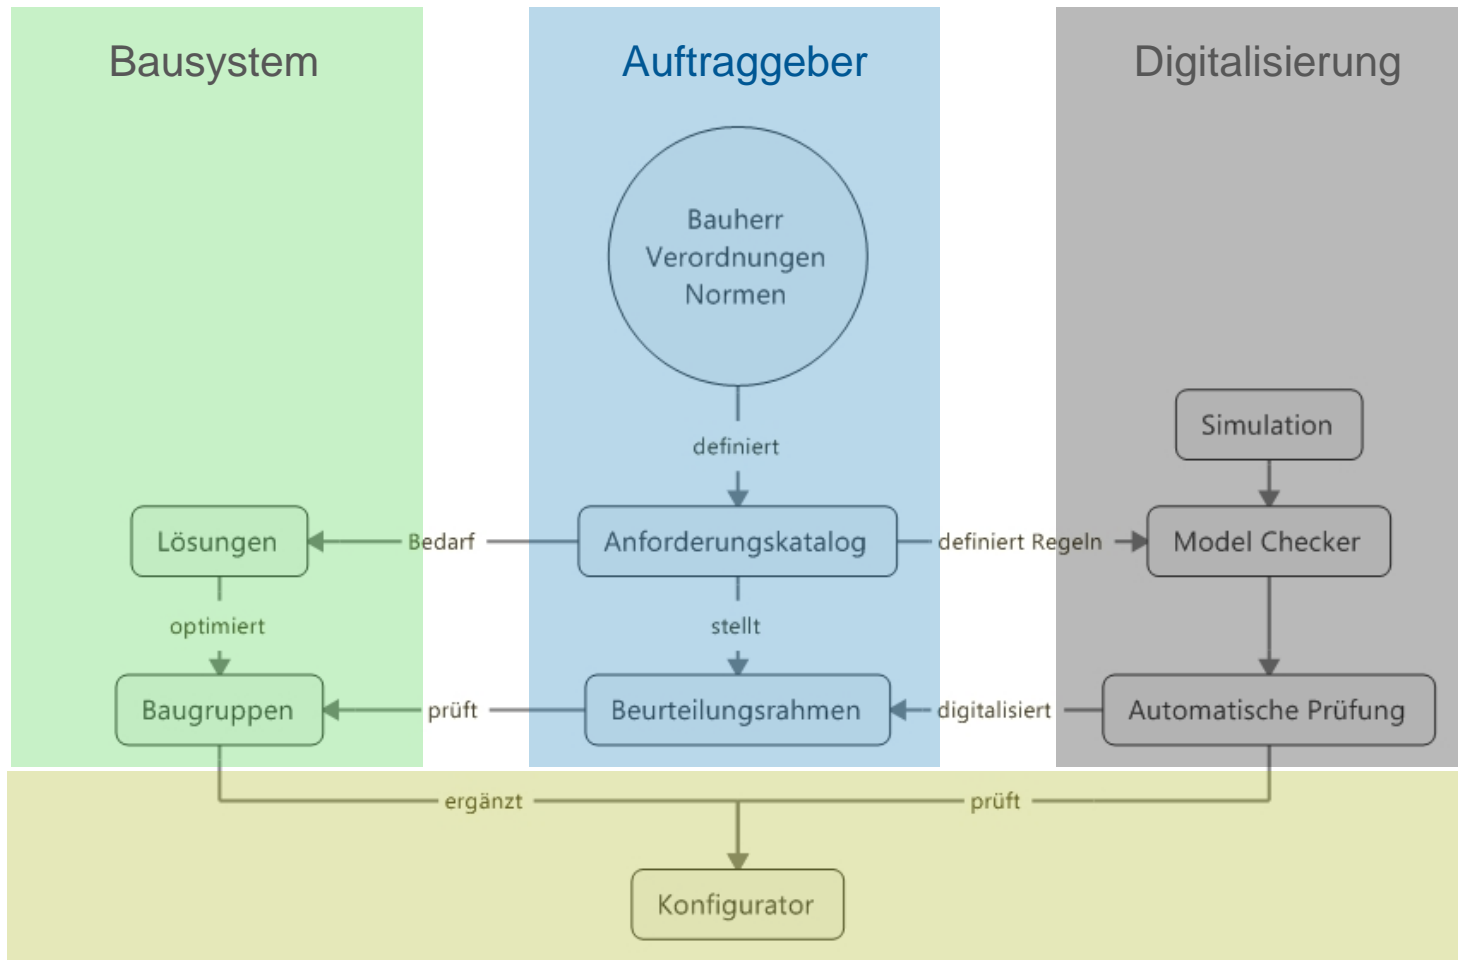 Bausystem
Auftraggeber
Digitalisierung
Bauherr
Verordnungen
Normen
definiert
Simulation
Lösungen
Bedarf
Anforderungskatalog
definiert Regeln
Model Checker
optimiert
stellt
Baugruppen
prüft
Beurteilungsrahmen
digitalisiert
Automatische Prüfung
ergänzt
prüft
Konfigurator